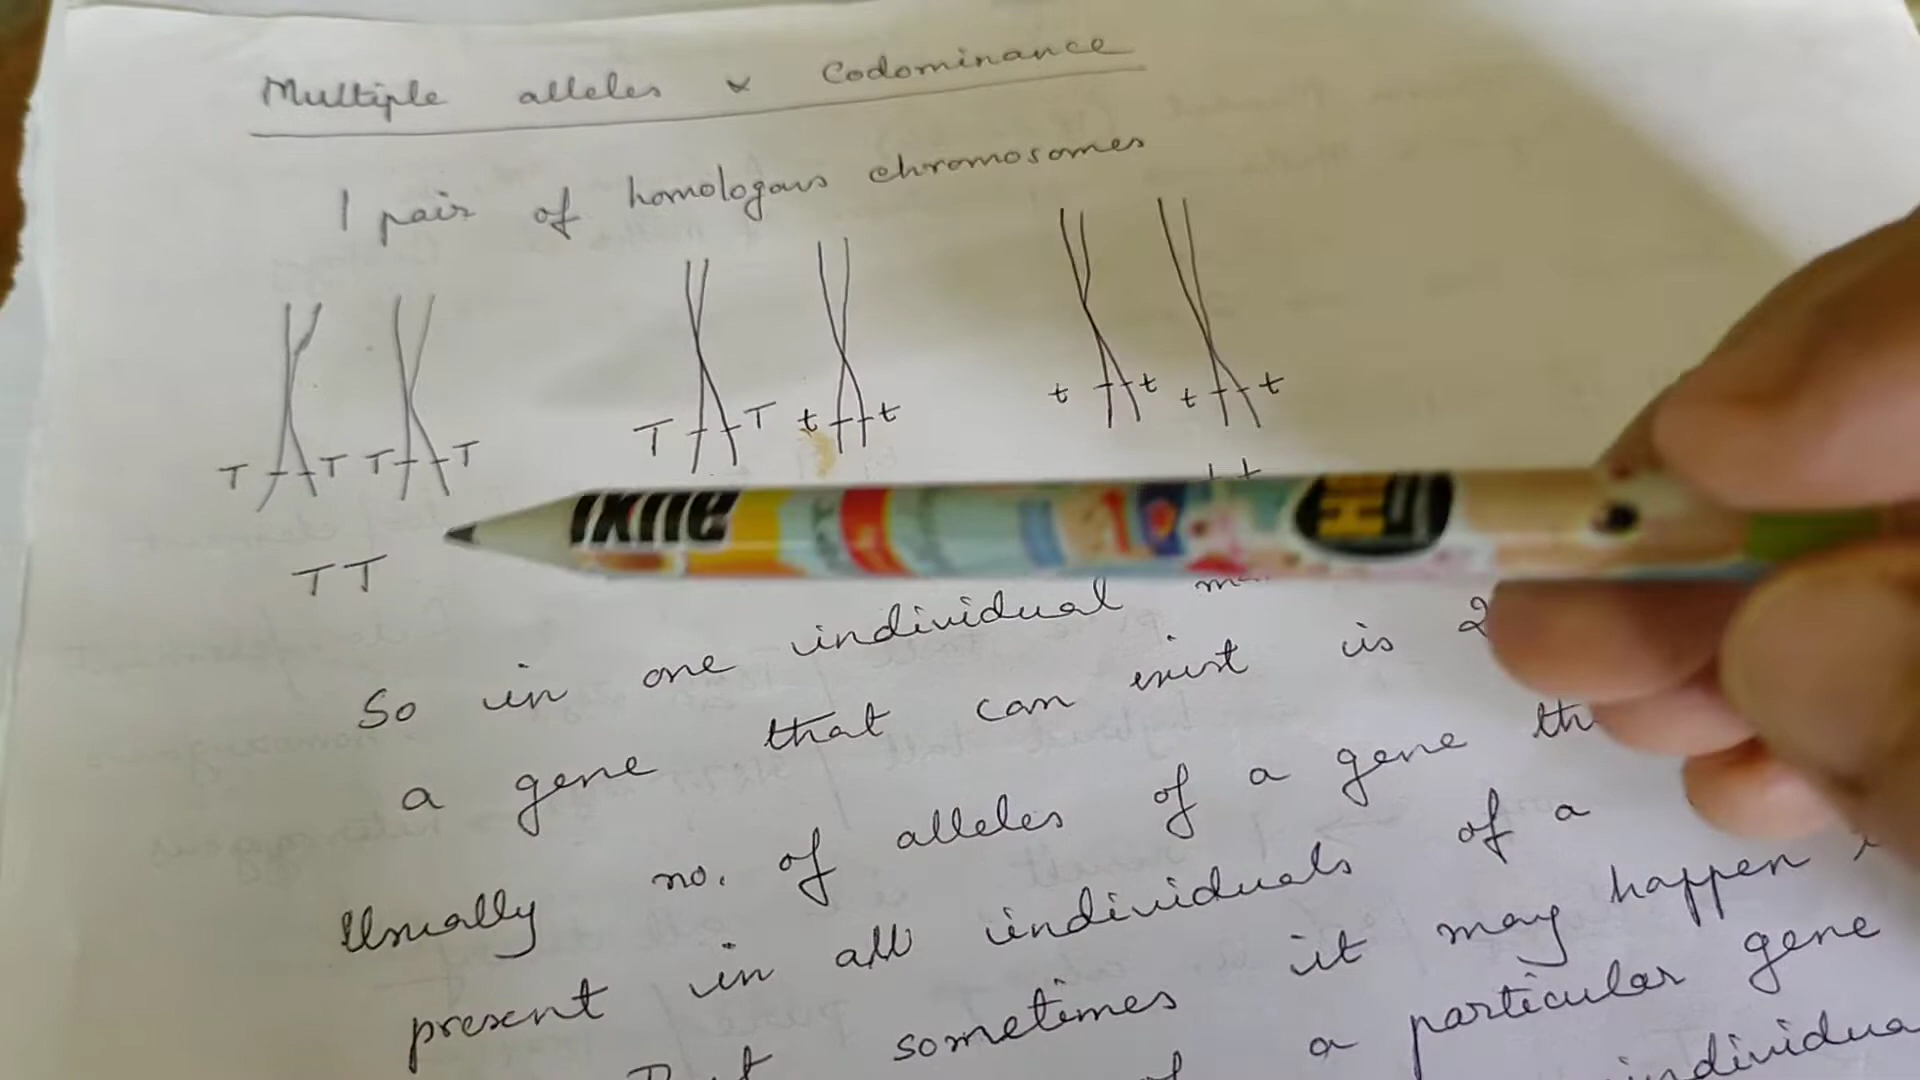 Multiple alleles & Codominance
1 pair of homologous chromosomes
T T T T T T t t t t t t
TT
So in one individual
a gene that can exist is 2
Usually no. of alleles of a gene
present in all individuals of a
But sometimes it may happen
of a particular gene
individua